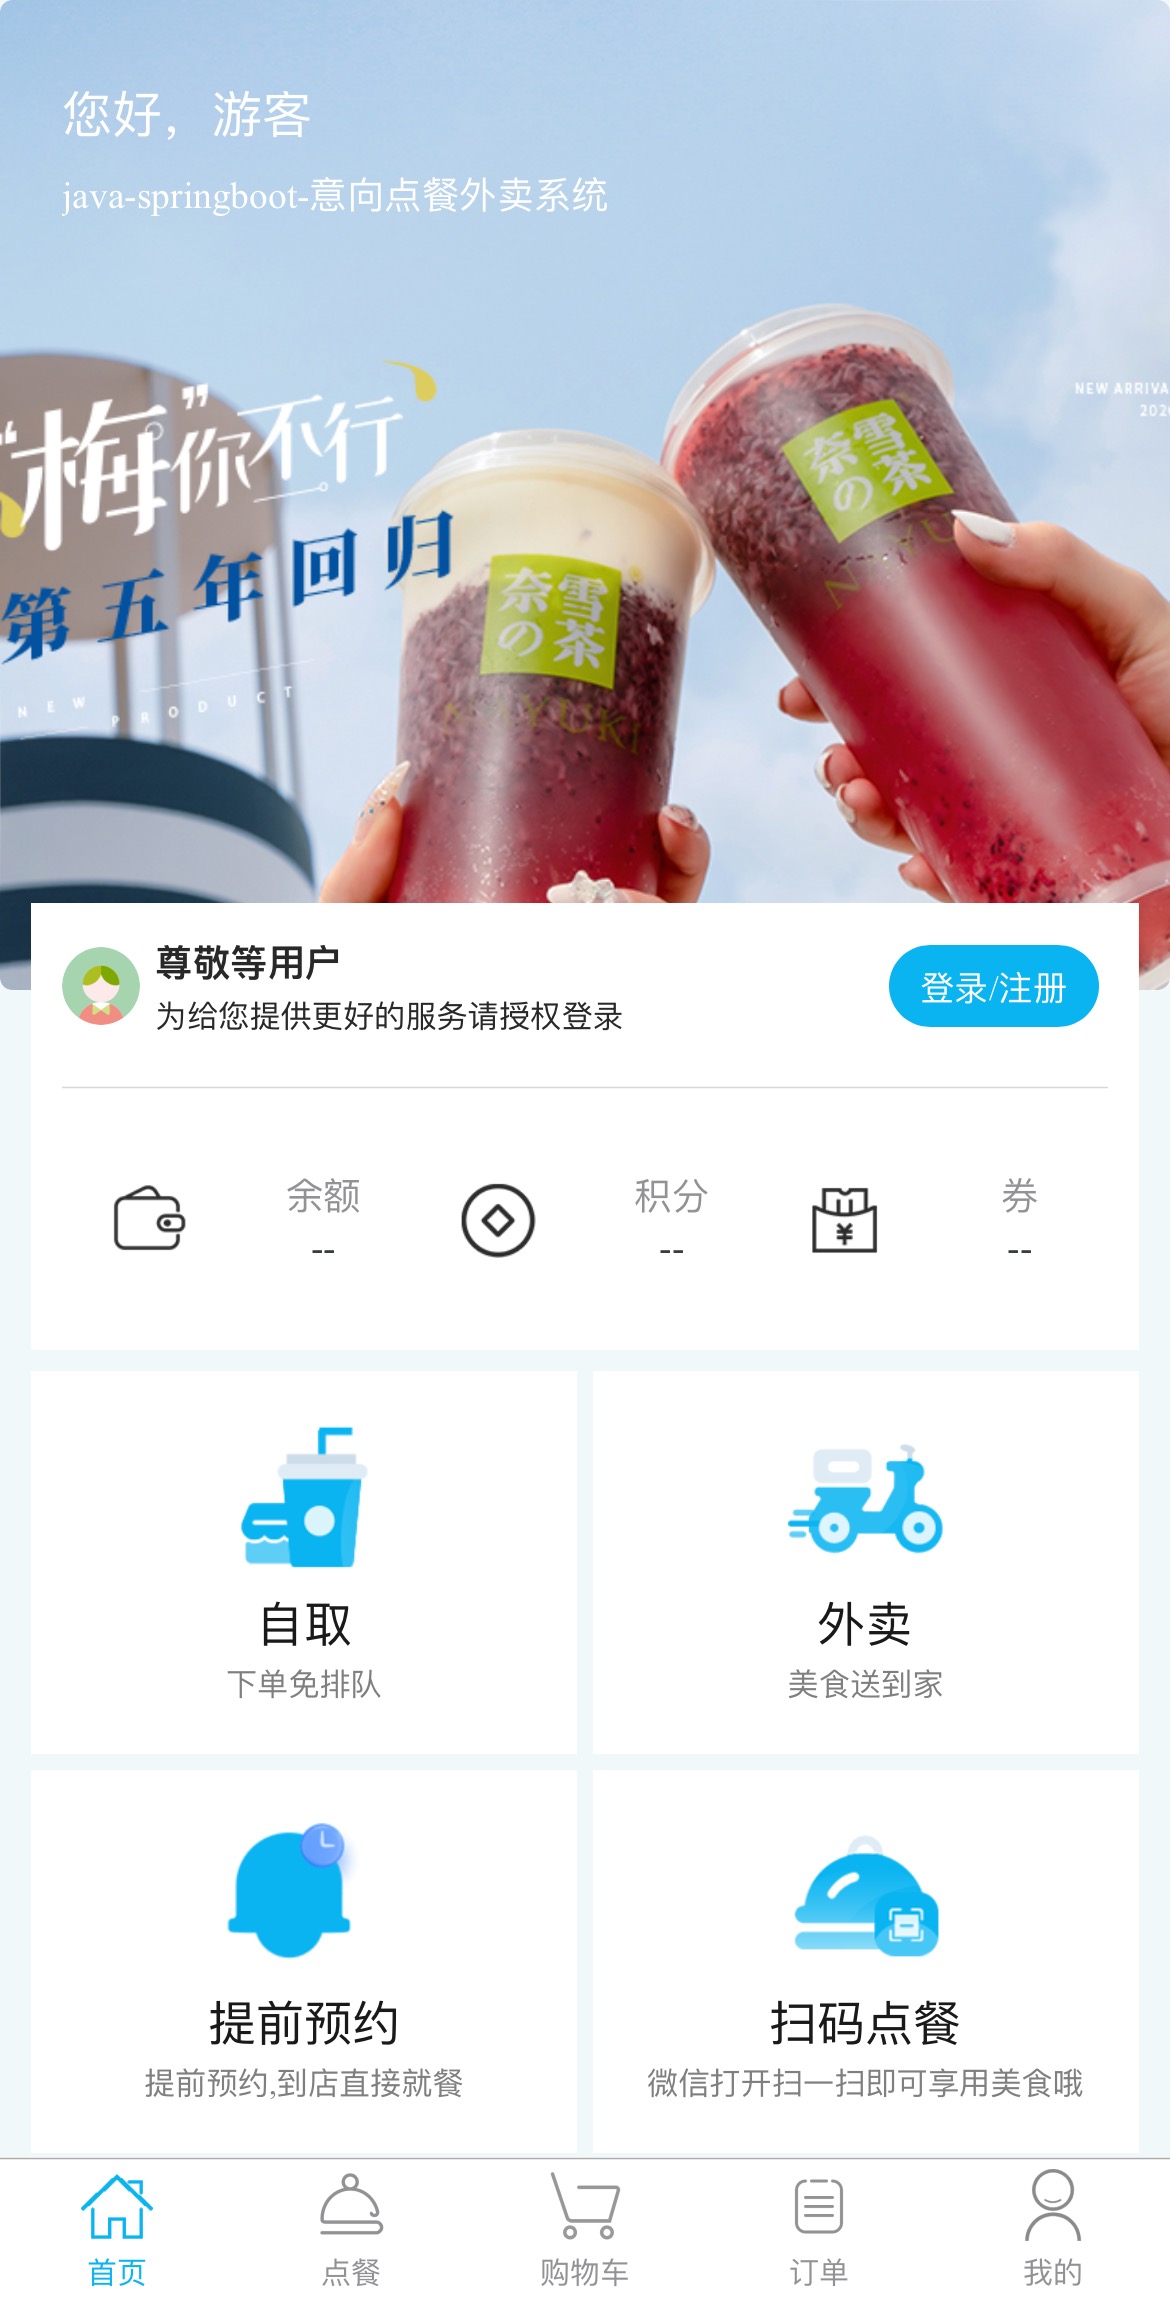 您好，游客
java-springboot-意向点餐外卖系统
NEW ARRIVA
202
“梅”你不行
第五年回归
NEW PRODUCT
奈雪
の茶
NAYUKI
奈雪
の茶
尊敬等用户
为给您提供更好的服务请授权登录
登录/注册
余额
--
积分
--
券
--
自取
下单免排队
外卖
美食送到家
提前预约
提前预约,到店直接就餐
扫码点餐
微信打开扫一扫即可享用美食哦
首页
点餐
购物车
订单
我的